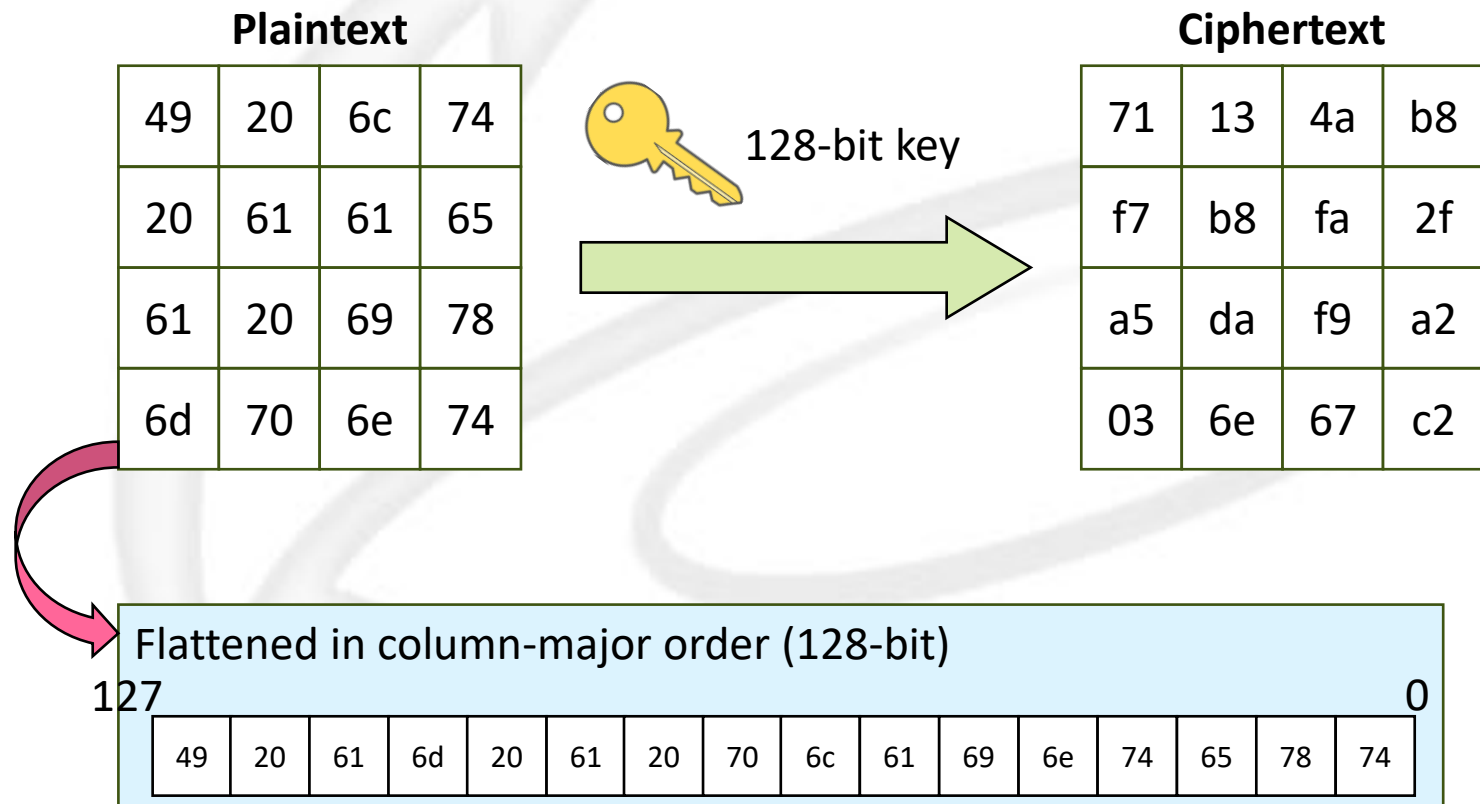 Plaintext
49 20 6c 74
20 61 61 65
61 20 69 78
6d 70 6e 74
128-bit key
Ciphertext
71 13 4a b8
f7 b8 fa 2f
a5 da f9 a2
03 6e 67 c2
Flattened in column-major order (128-bit)
127 0
49 20 61 6d 20 61 20 70 6c 61 69 6e 74 65 78 74